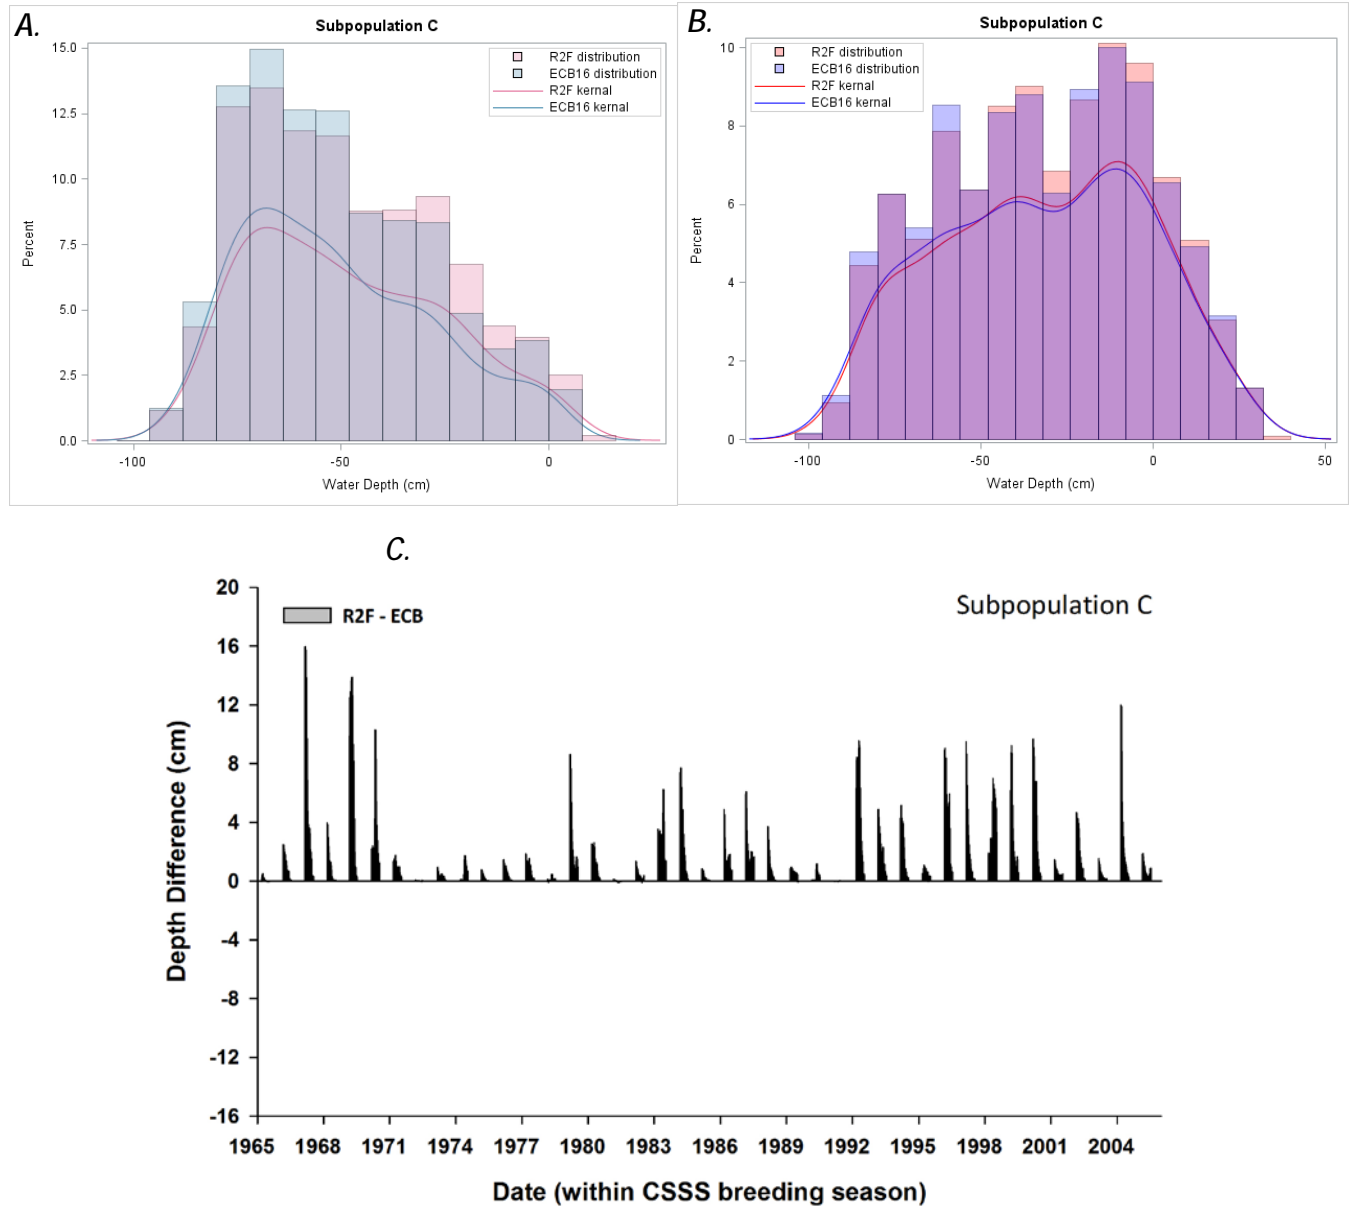 A.
Subpopulation C
R2F distribution
ECB16 distribution
R2F kernal
ECB16 kernal
15.0
12.5
10.0
7.5
5.0
2.5
0.0
Percent
-100
-50
0
Water Depth (cm)
B.
Subpopulation C
R2F distribution
ECB16 distribution
R2F kernal
ECB16 kernal
10
8
6
4
2
0
Percent
-100
-50
0
50
Water Depth (cm)
C.
Subpopulation C
R2F - ECB
20
16
12
8
4
0
-4
-8
-12
-16
Depth Difference (cm)
1965 1968 1971 1974 1977 1980 1983 1986 1989 1992 1995 1998 2001 2004
Date (within CSSS breeding season)